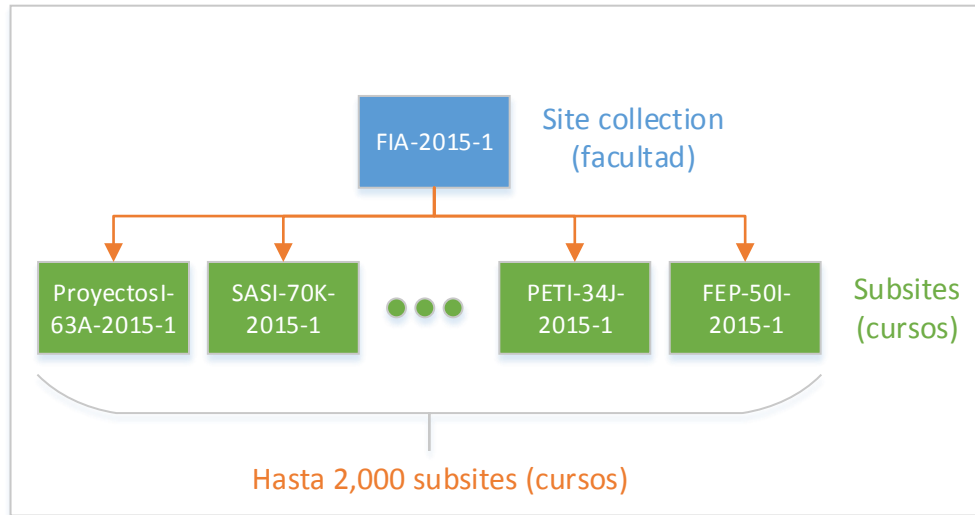 FIA-2015-1
Site collection
(facultad)
ProyectosI-
63A-2015-1
SASI-70K-
2015-1
PETI-34J-
2015-1
FEP-50I-
2015-1
Subsites
(cursos)
Hasta 2,000 subsites (cursos)